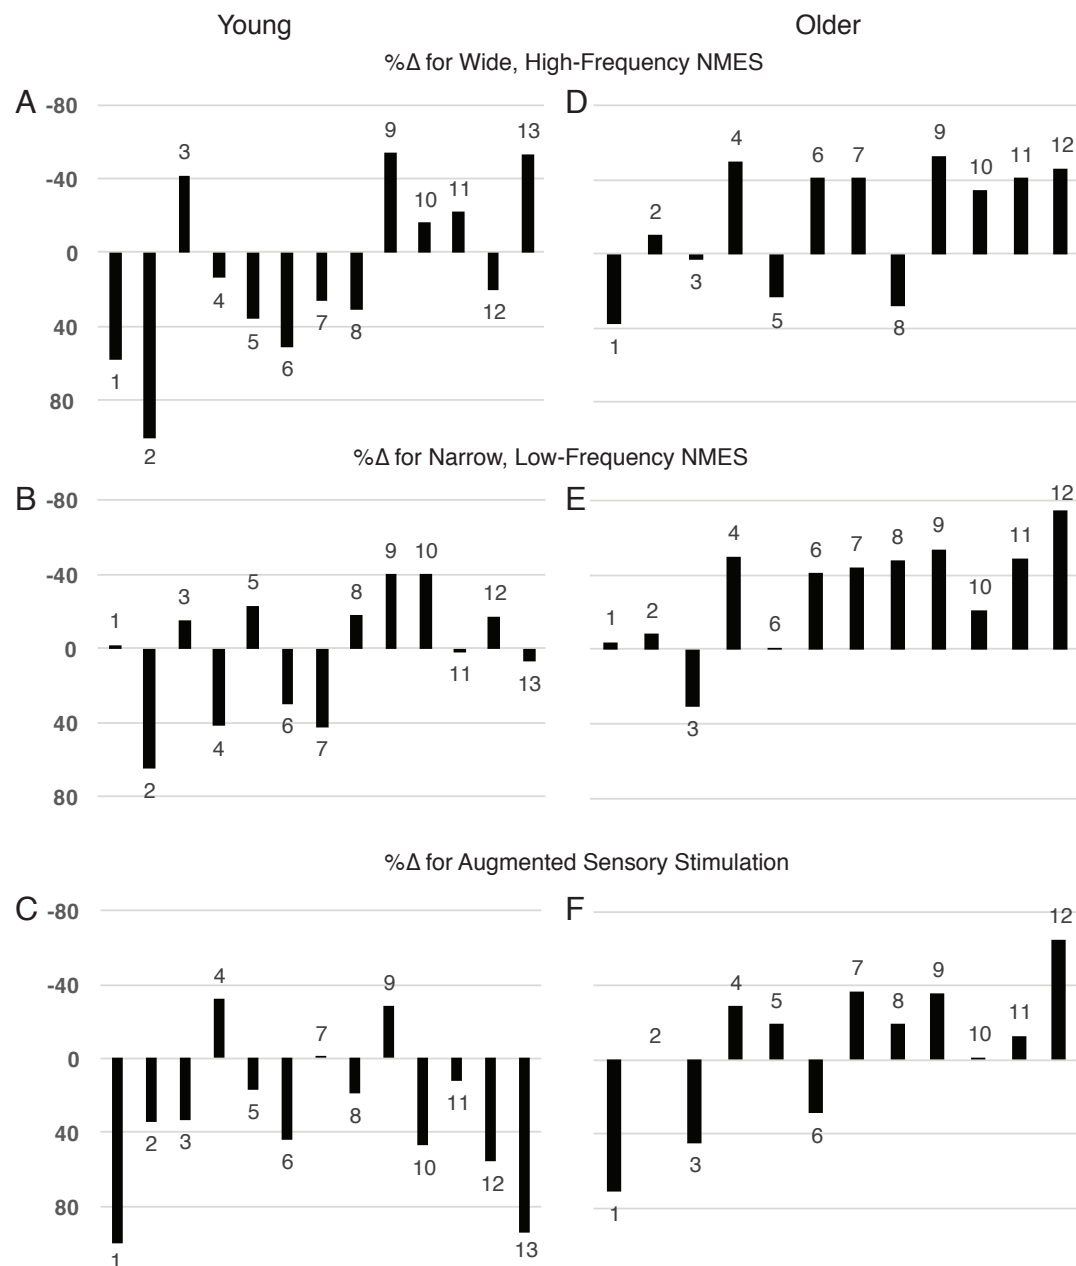 Young Older
%Δ for Wide, High-Frequency NMES
A D
-80
-40
0
40
80
1 2 3 4 5 6 7 8 9 10 11 12 13
1 2 3 4 5 6 7 8 9 10 11 12
%Δ for Narrow, Low-Frequency NMES
B E
-80
-40
0
40
80
1 2 3 4 5 6 7 8 9 10 11 12 13
1 2 3 4 6 6 7 8 9 10 11 12
%Δ for Augmented Sensory Stimulation
C F
-80
-40
0
40
80
1 2 3 4 5 6 7 8 9 10 11 12 13
1 2 3 4 5 6 7 8 9 10 11 12